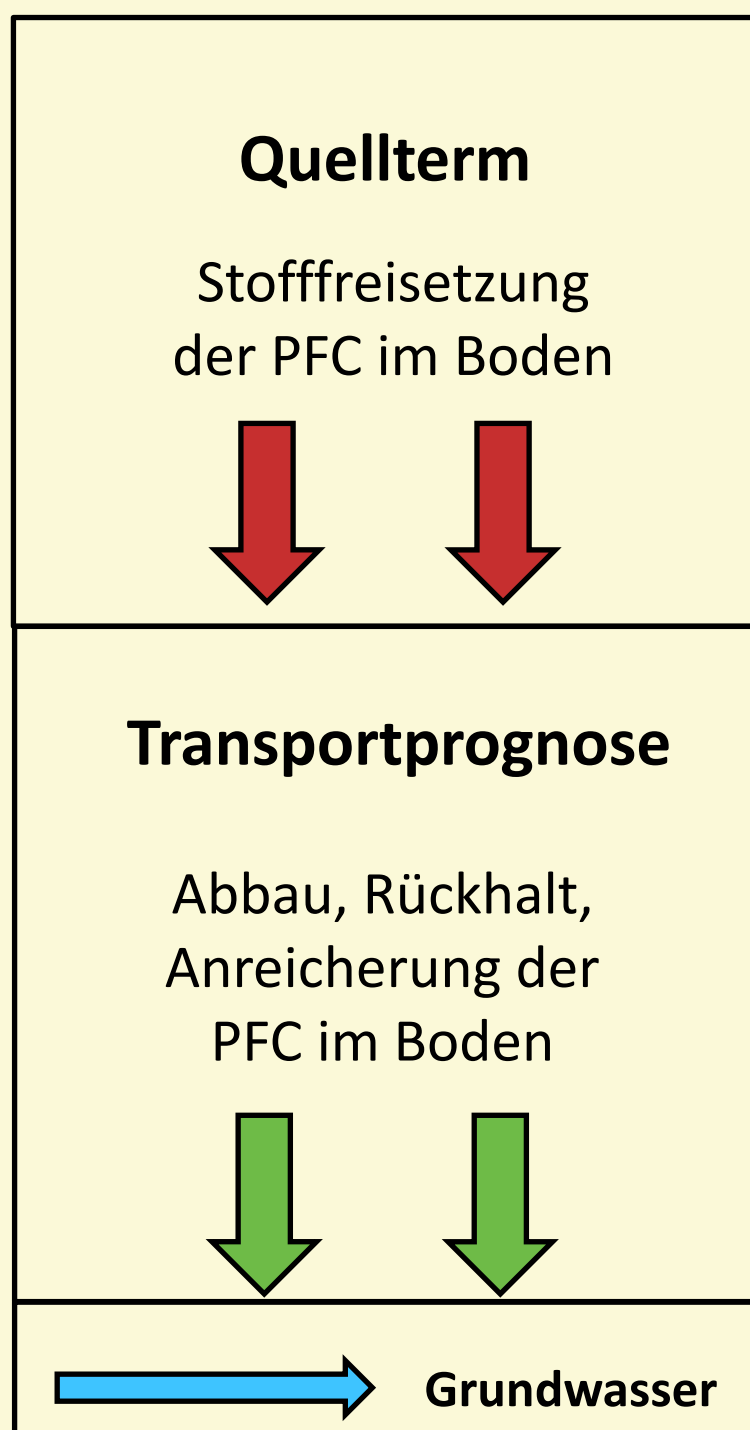 Quellterm
Stofffreisetzung
der PFC im Boden
Transportprognose
Abbau, Rückhalt,
Anreicherung der
PFC im Boden
Grundwasser